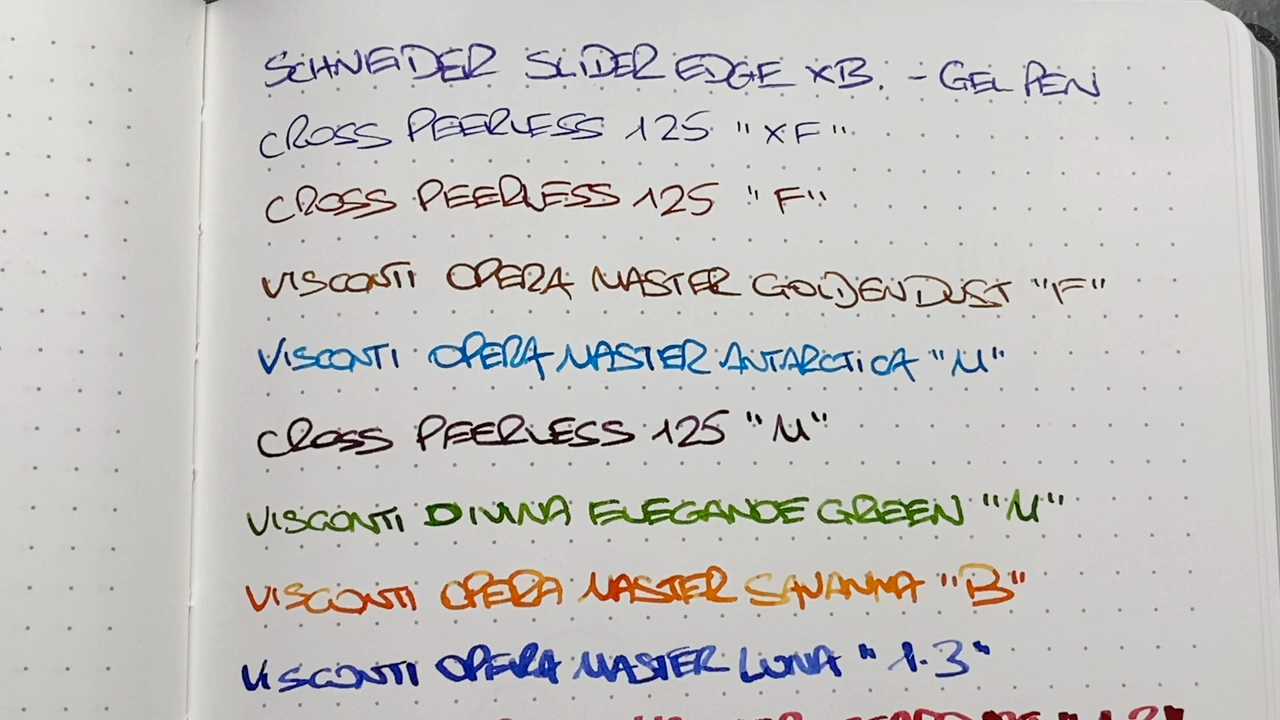 SCHNEIDER SLIDER EDGE XB. - GEL PEN
CROSS PEERLESS 125 "XF"
CROSS PEERLESS 125 "F"
VISCONTI OPERA MASTER GOLDENDUST "F"
VISCONTI OPERA MASTER ANTARCTICA "M"
CROSS PEERLESS 125 "M"
VISCONTI DIVINA ELEGANDE GREEN "M"
VISCONTI OPERA MASTER SAVANNA "B"
VISCONTI OPERA MASTER LUNA "1.3"